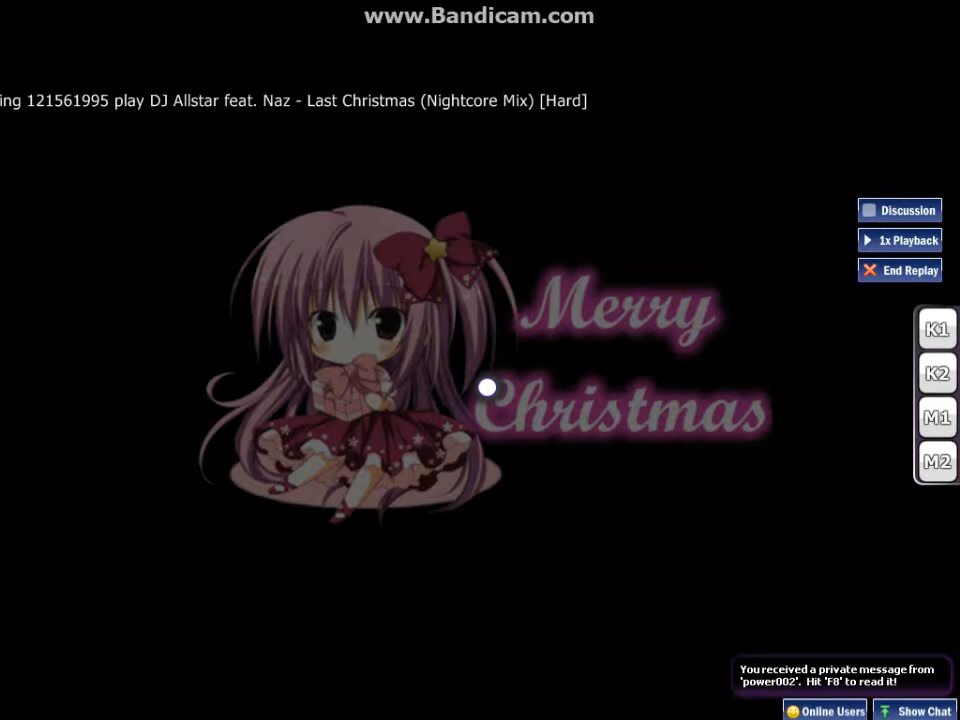 www.Bandicam.com
ing 121561995 play DJ Allstar feat. Naz - Last Christmas (Nightcore Mix) [Hard]
Discussion
1x Playback
End Replay
Merry
Christmas
K1
K2
M1
M2
You received a private message from
'power002'. Hit 'F8' to read it!
Online Users
Show Chat